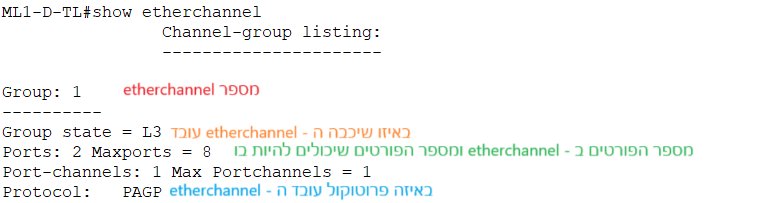 ML1-D-TL#show etherchannel
Channel-group listing:
----------------------
Group: 1 מספר etherchannel
----------
Group state = L3 באיזו שיככבה ה - etherchannel עובד
Ports: 2 Maxports = 8 מספר הפורטים ב - etherchannel ומספר הפורטים שיכולים להיות בו
Port-channels: 1 Max Portchannels = 1
Protocol: PAGP באיזה פרוטוקול עובד ה - etherchannel